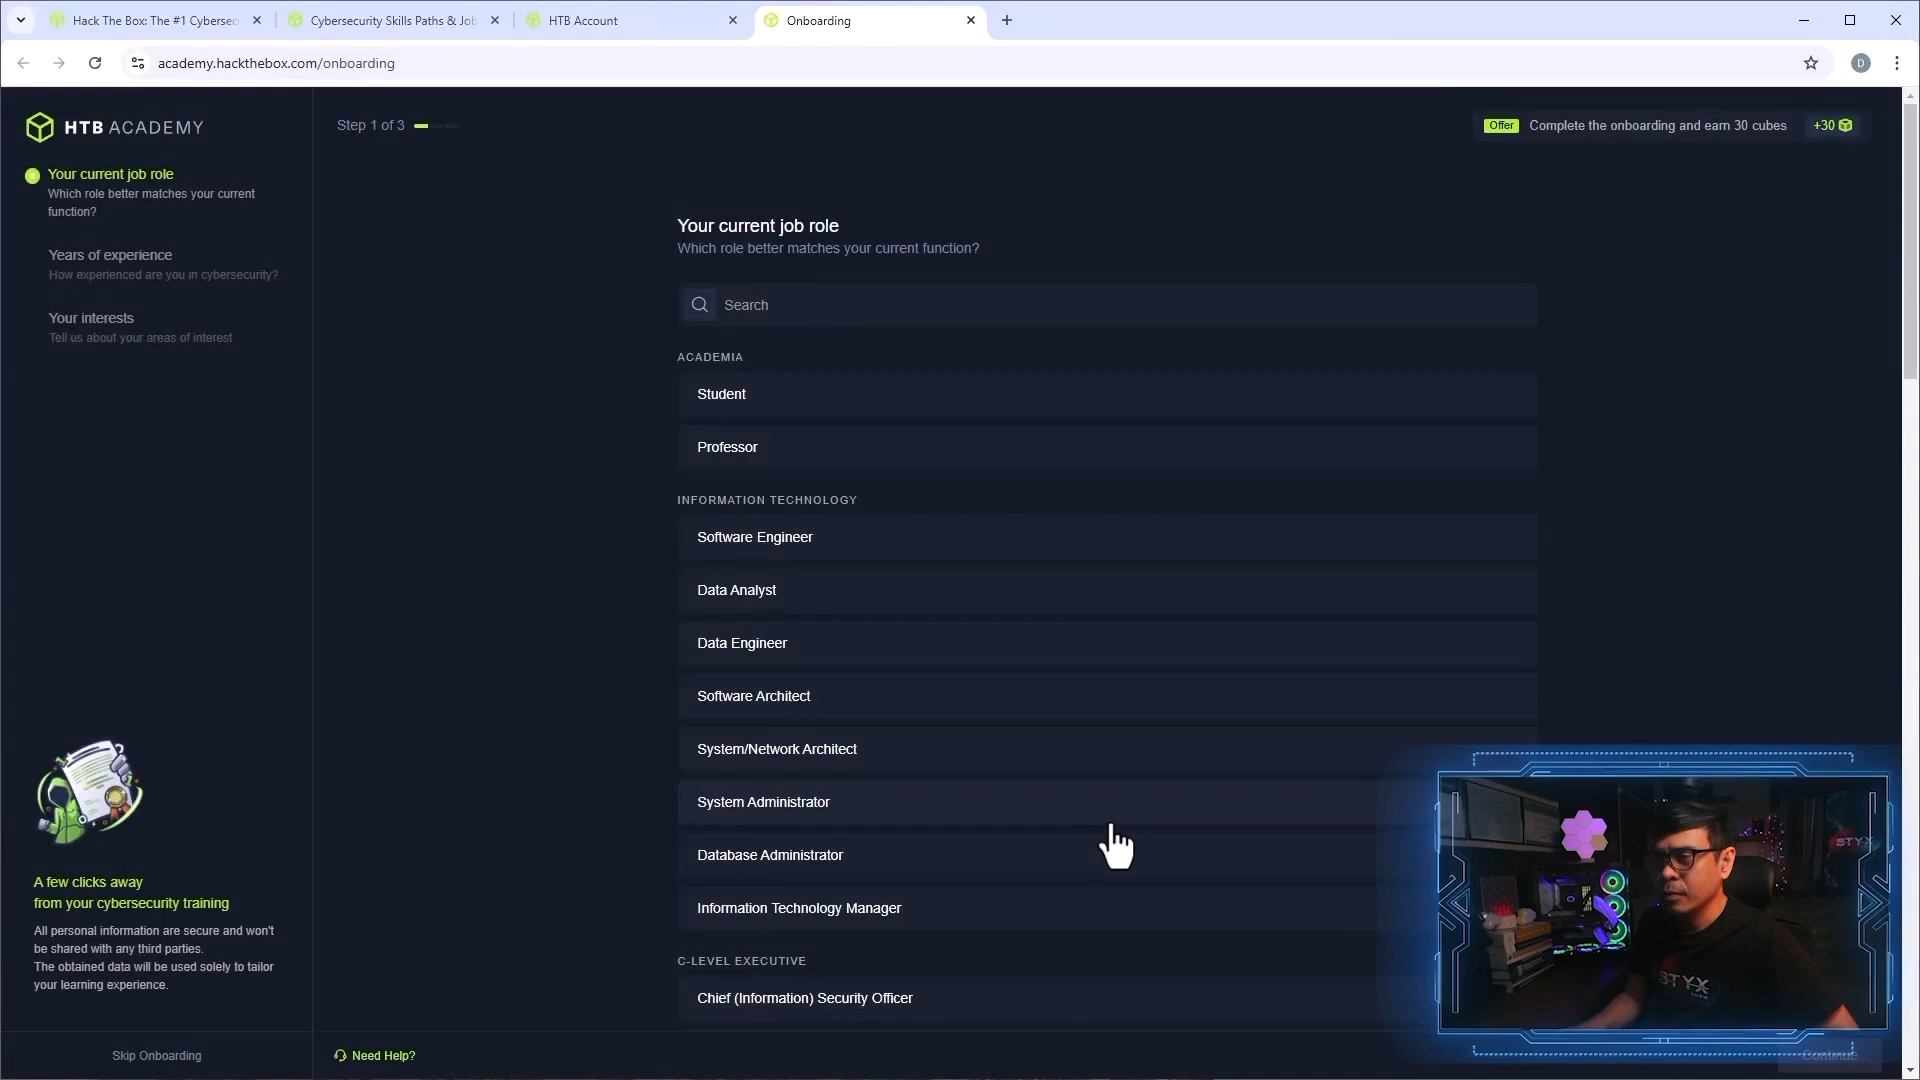 Hack The Box: The #1 Cybersec
Cybersecurity Skills Paths & Job
HTB Account
Onboarding
academy.hackthebox.com/onboarding
D
HTB ACADEMY
Step 1 of 3
Offer
Complete the onboarding and earn 30 cubes
+30
Your current job role
Which role better matches your current
function?
Years of experience
How experienced are you in cybersecurity?
Your interests
Tell us about your areas of interest
Your current job role
Which role better matches your current function?
Search
ACADEMIA
Student
Professor
INFORMATION TECHNOLOGY
Software Engineer
Data Analyst
Data Engineer
Software Architect
System/Network Architect
System Administrator
Database Administrator
Information Technology Manager
C-LEVEL EXECUTIVE
Chief (Information) Security Officer
A few clicks away
from your cybersecurity training
All personal information are secure and won't
be shared with any third parties.
The obtained data will be used solely to tailor
your learning experience.
Skip Onboarding
Need Help?
STYX
STYX
Continue